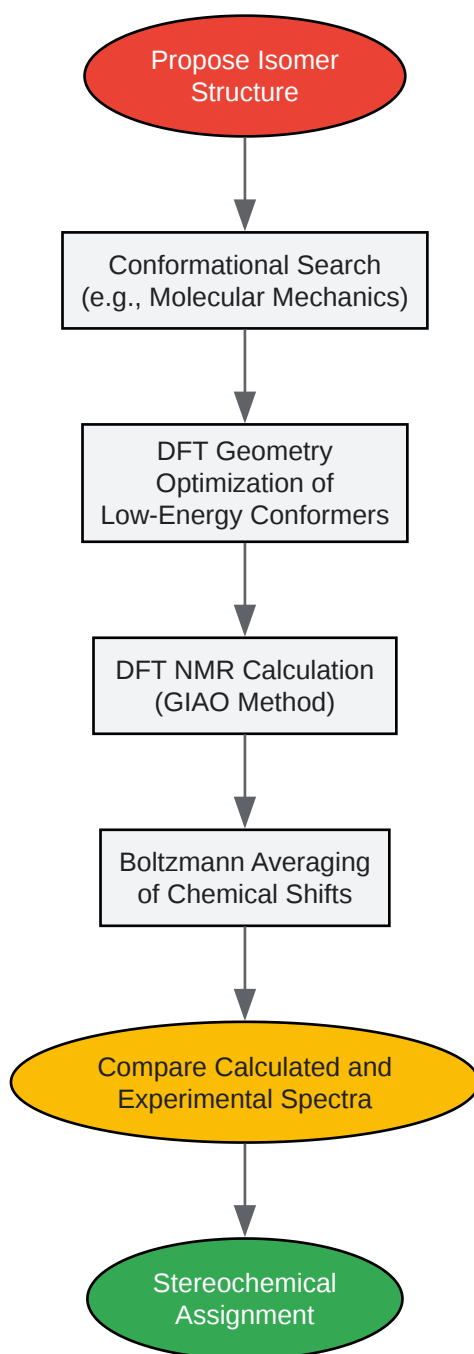 Propose Isomer
Structure
Conformational Search
(e.g., Molecular Mechanics)
DFT Geometry
Optimization of
Low-Energy Conformers
DFT NMR Calculation
(GIAO Method)
Boltzmann Averaging
of Chemical Shifts
Compare Calculated and
Experimental Spectra
Stereochemical
Assignment